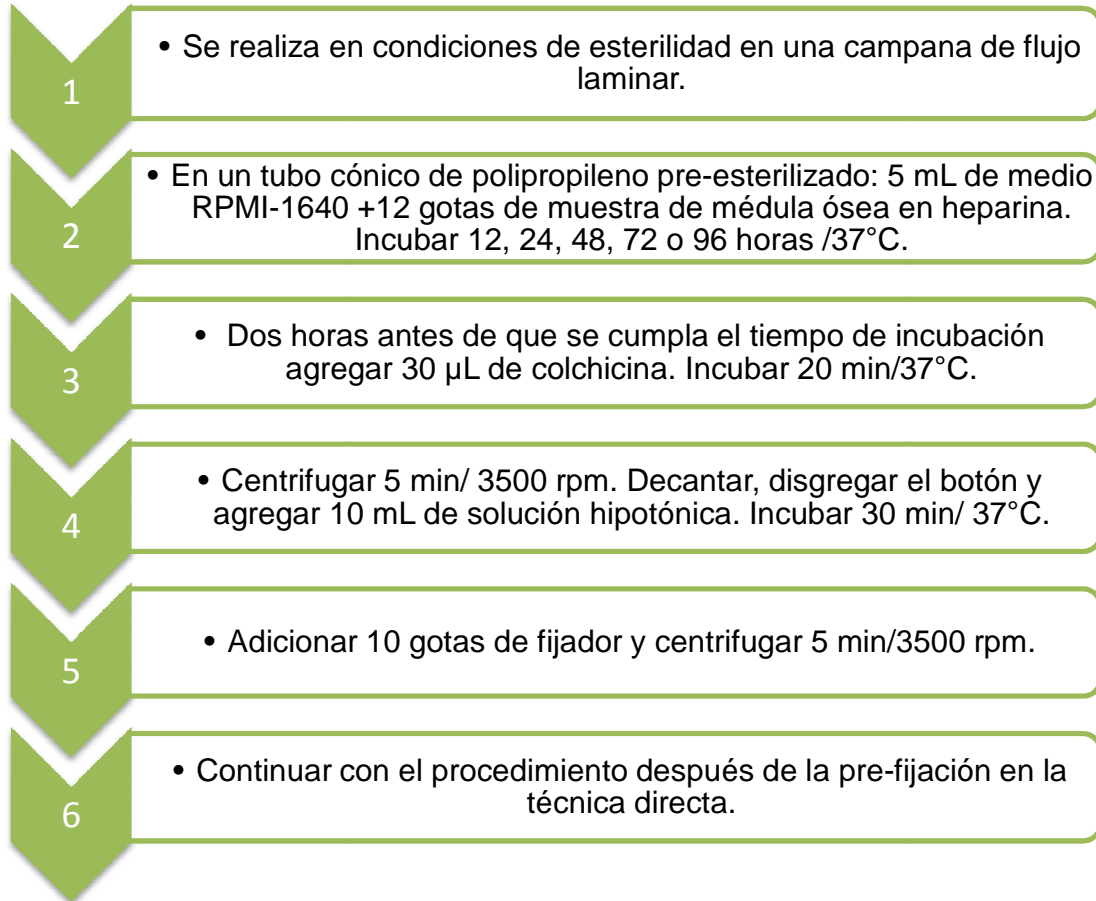 1
• Se realiza en condiciones de esterilidad en una campana de flujo
laminar.
2
• En un tubo cónico de polipropileno pre-esterilizado: 5 mL de medio
RPMI-1640 +12 gotas de muestra de médula ósea en heparina.
Incubar 12, 24, 48, 72 o 96 horas /37°C.
3
• Dos horas antes de que se cumpla el tiempo de incubación
agregar 30 µL de colchicina. Incubar 20 min/37°C.
4
• Centrifugar 5 min/ 3500 rpm. Decantar, disgregar el botón y
agregar 10 mL de solución hipotónica. Incubar 30 min/ 37°C.
5
• Adicionar 10 gotas de fijador y centrifugar 5 min/3500 rpm.
6
• Continuar con el procedimiento después de la pre-fijación en la
técnica directa.